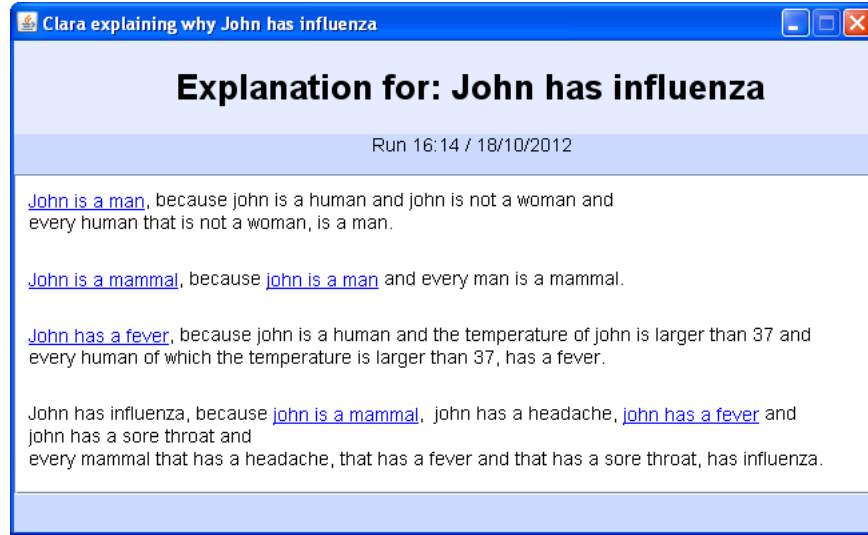 Clara explaining why John has influenza
Explanation for: John has influenza
Run 16:14 / 18/10/2012
John is a man, because john is a human and john is not a woman and
every human that is not a woman, is a man.
John is a mammal, because john is a man and every man is a mammal.
John has a fever, because john is a human and the temperature of john is larger than 37 and
every human of which the temperature is larger than 37, has a fever.
John has influenza, because john is a mammal,  john has a headache, john has a fever and
john has a sore throat and
every mammal that has a headache, that has a fever and that has a sore throat, has influenza.